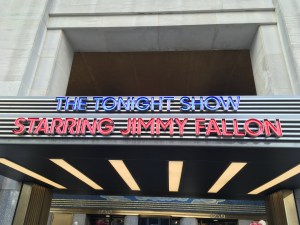 THE TONIGHT SHOW
STARRING JIMMY FALLON